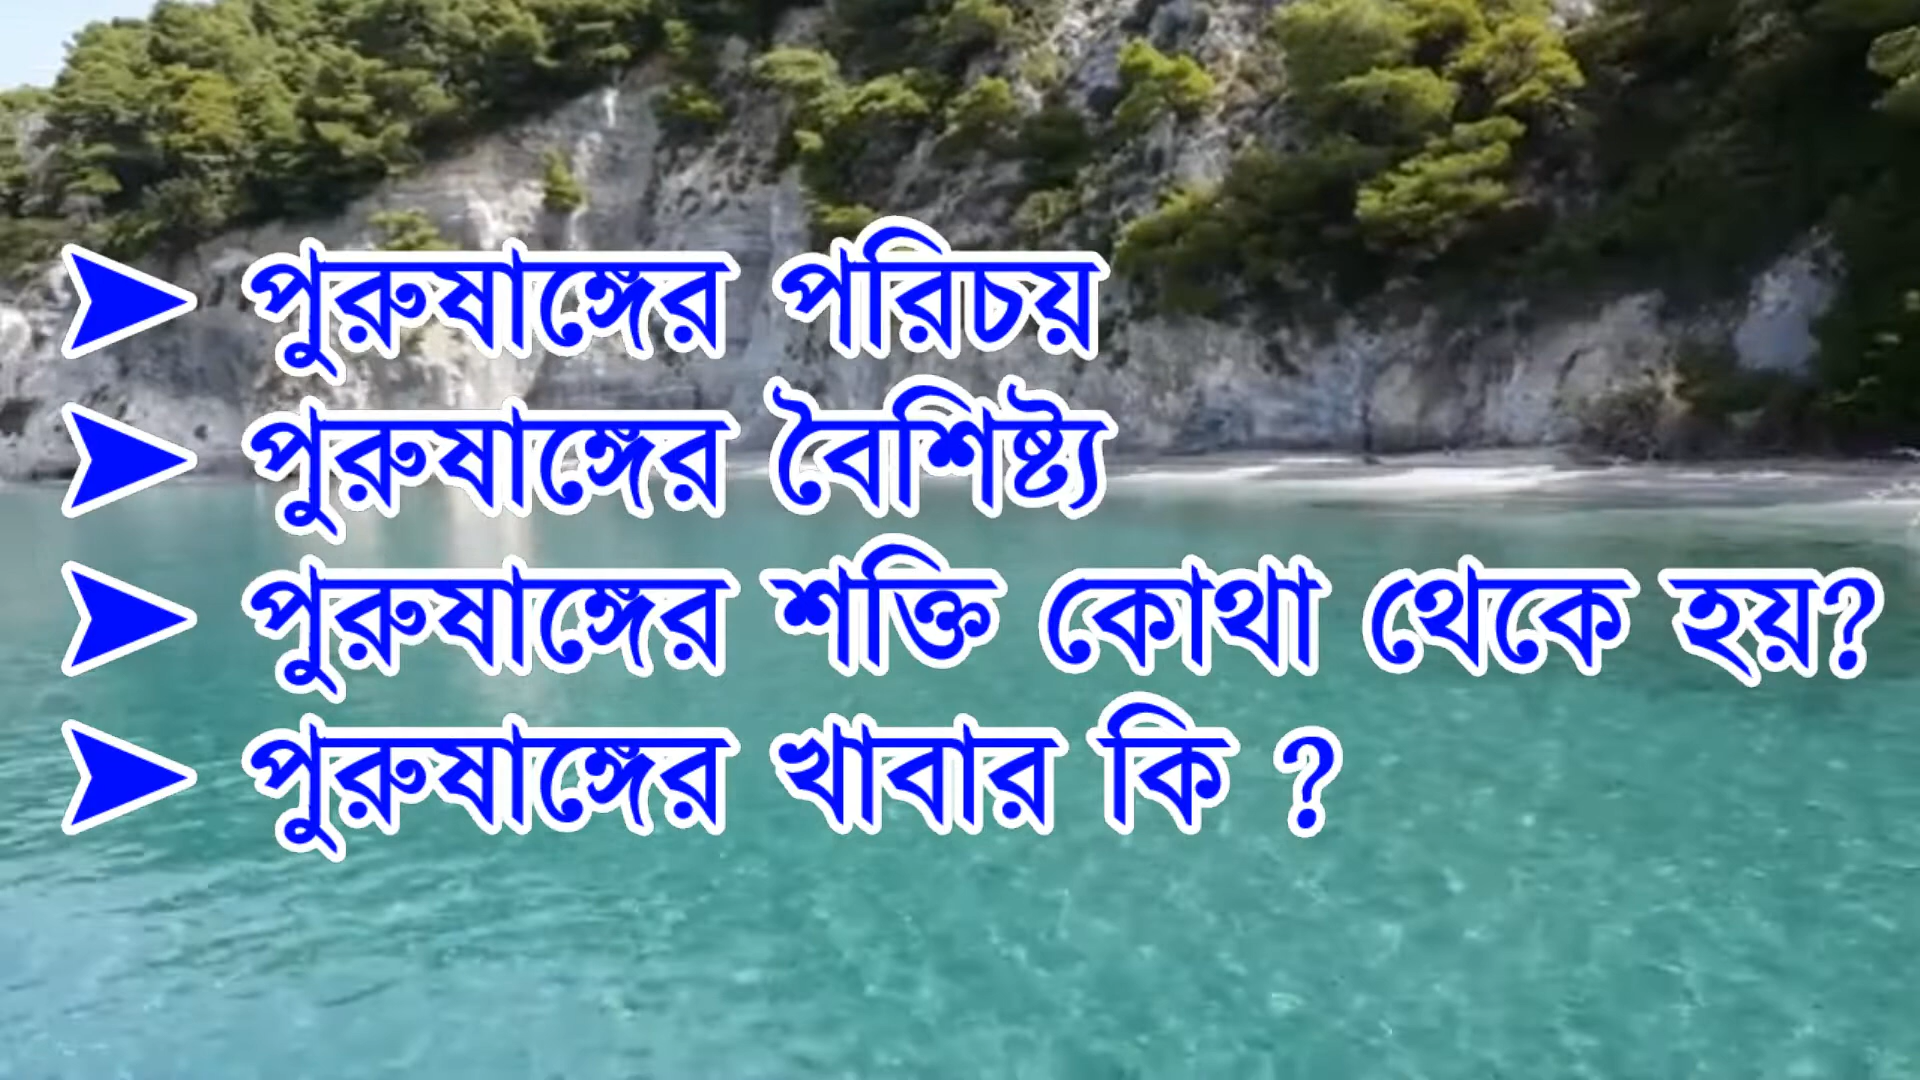 ➤ পুরুষাঙ্গের পরিচয়
➤ পুরুষাঙ্গের বৈশিষ্ট্য
➤ পুরুষাঙ্গের শক্তি কোথা থেকে হয়?
➤ পুরুষাঙ্গের খাবার কি ?